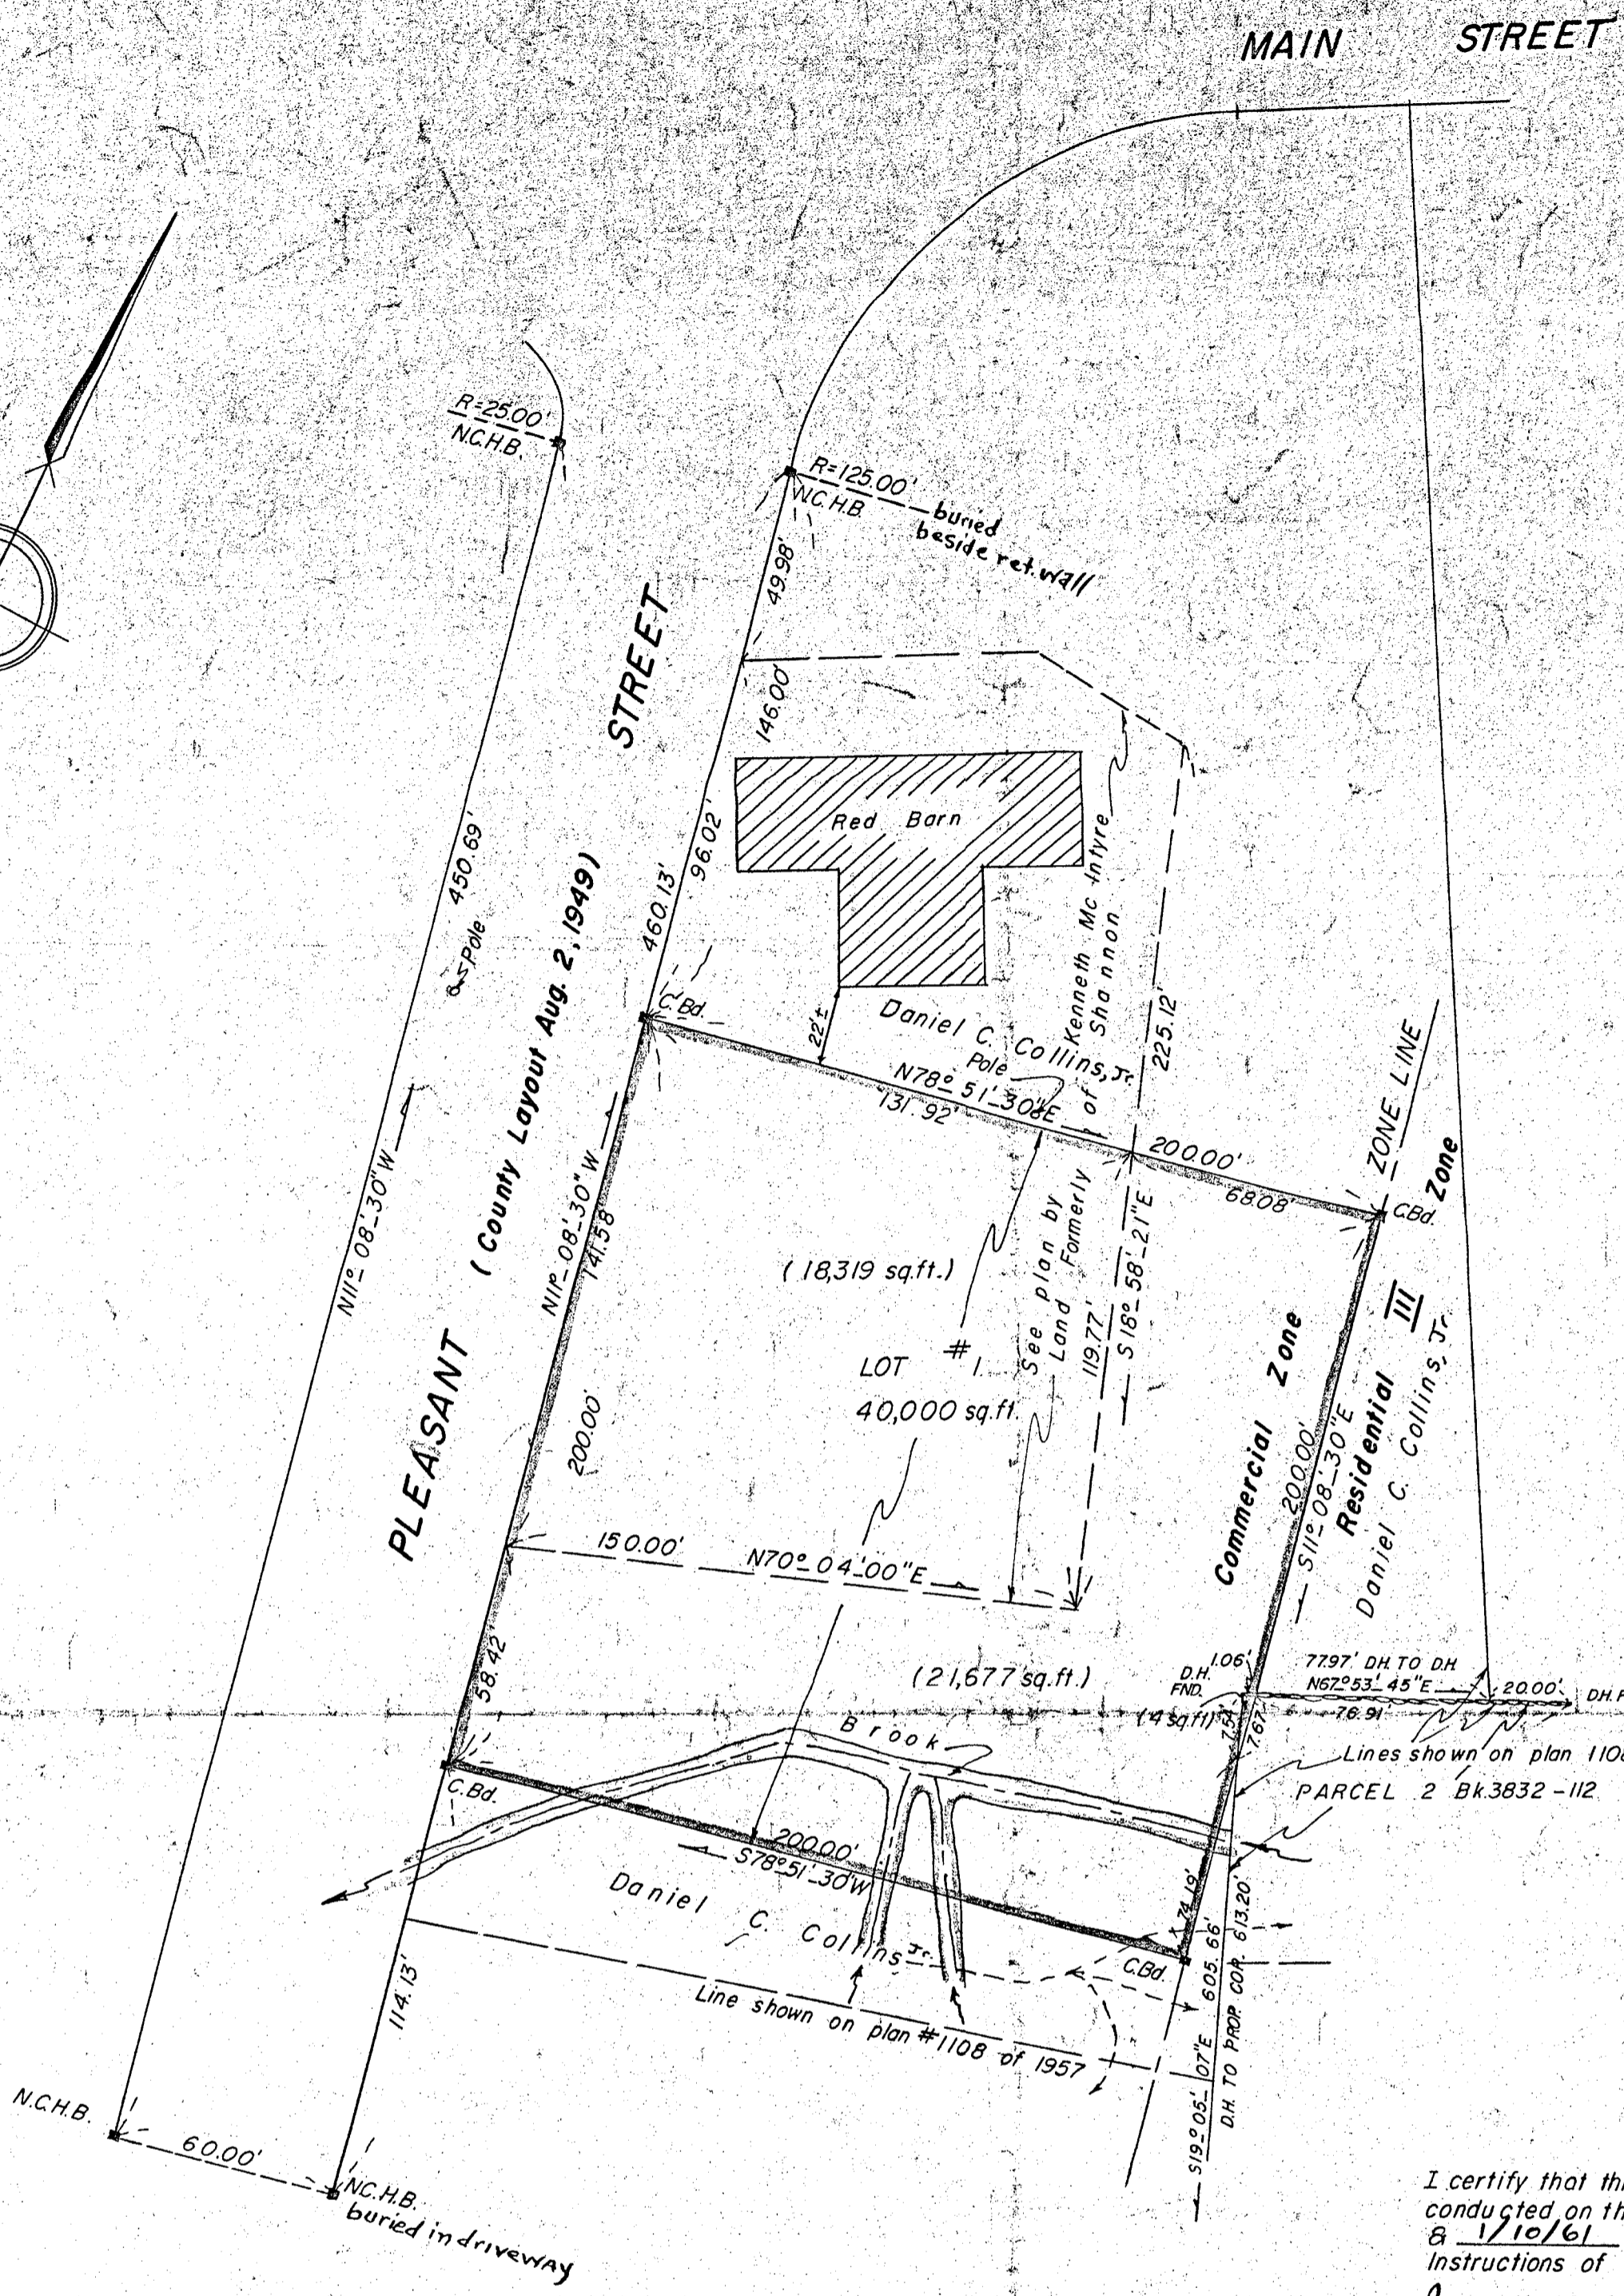 MAIN STREET
R=25.00'
N.C.H.B.
R=125.00'
N.C.H.B.
buried
beside ret. wall
49.98'
STREET
146.00'
Red Barn
96.02'
460.13'
450.69'
Pole
(County Layout Aug. 2, 1949)
C.Bd.
22'±
Daniel C. Collins, Jr.
Pole
N78°-51'-30"E
131.92'
See plan by Kenneth Mc Intyre
Land Formerly of Shannon
225.12'
ZONE LINE
200.00'
68.08'
C.Bd.
N11°-08'-30"W
N11°-08'-30"W
141.58'
(18,319 sq.ft.)
119.77'
S18°-58'-21"E
LOT #1
40,000 sq.ft.
Commercial Zone
Residential III Zone
Daniel C. Collins, Jr.
200.00'
S11°-08'-30"E
PLEASANT
200.00'
150.00'
N70°-04'-00"E
58.42'
(21,677 sq.ft.)
1.06'
D.H.
FND.
77.97' DH. TO DH.
N67°-53'-45"E
20.00'
DH. F
76.91'
(4 sq.ft.)
7.54'
7.67'
Brook
Lines shown on plan 110
PARCEL 2 Bk.3832-112
C.Bd.
200.00'
S78°-51'-30"W
Daniel C. Collins Jr.
74.19'
C.Bd.
605.66'
S19°-05'-07"E
D.H. TO PROP. COR. 613.20'
114.13'
Line shown on plan #1108 of 1957
N.C.H.B.
60.00'
N.C.H.B.
buried in driveway
I certify that thi
conducted on th
& 1/10/61
Instructions of